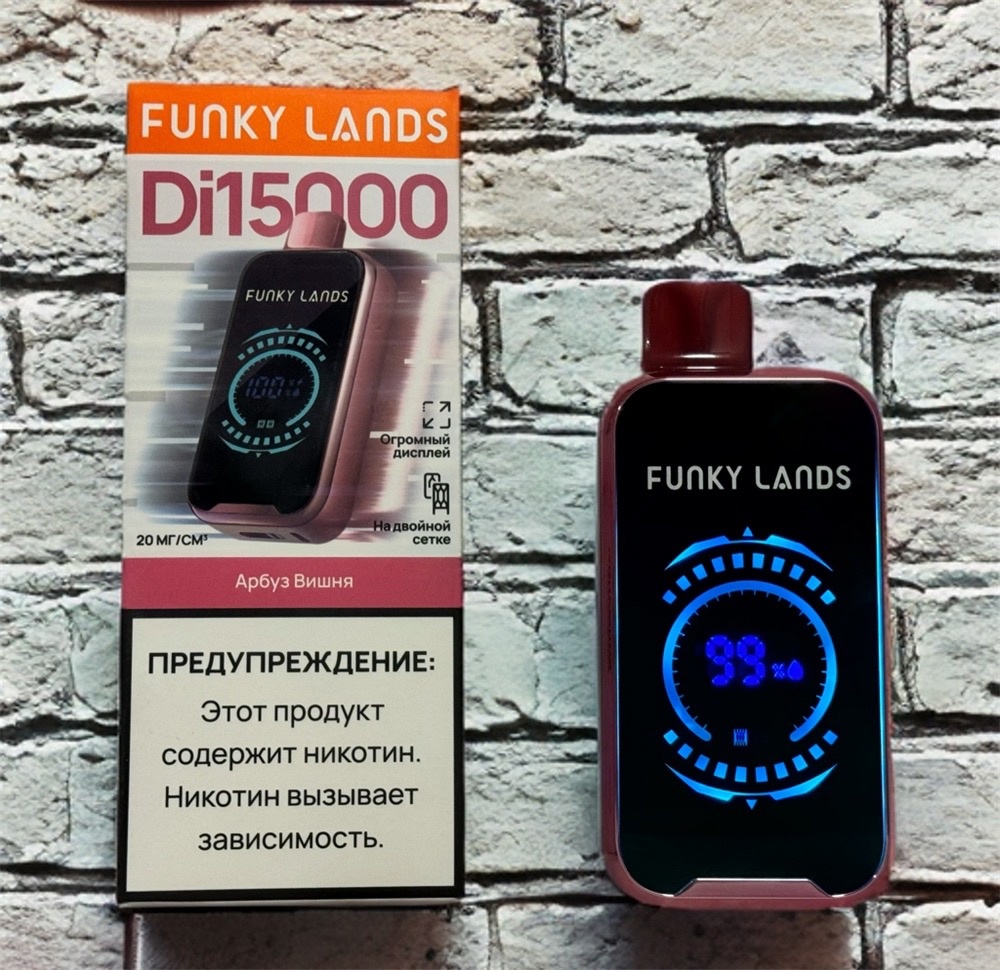 FUNKY LANDS
Di15000
FUNKY LANDS
100%
Огромный
дисплей
На двойной
сетке
20 МГ/СМ³
Арбуз Вишня
ПРЕДУПРЕЖДЕНИЕ:
Этот продукт
содержит никотин.
Никотин вызывает
зависимость.
FUNKY LANDS
99%